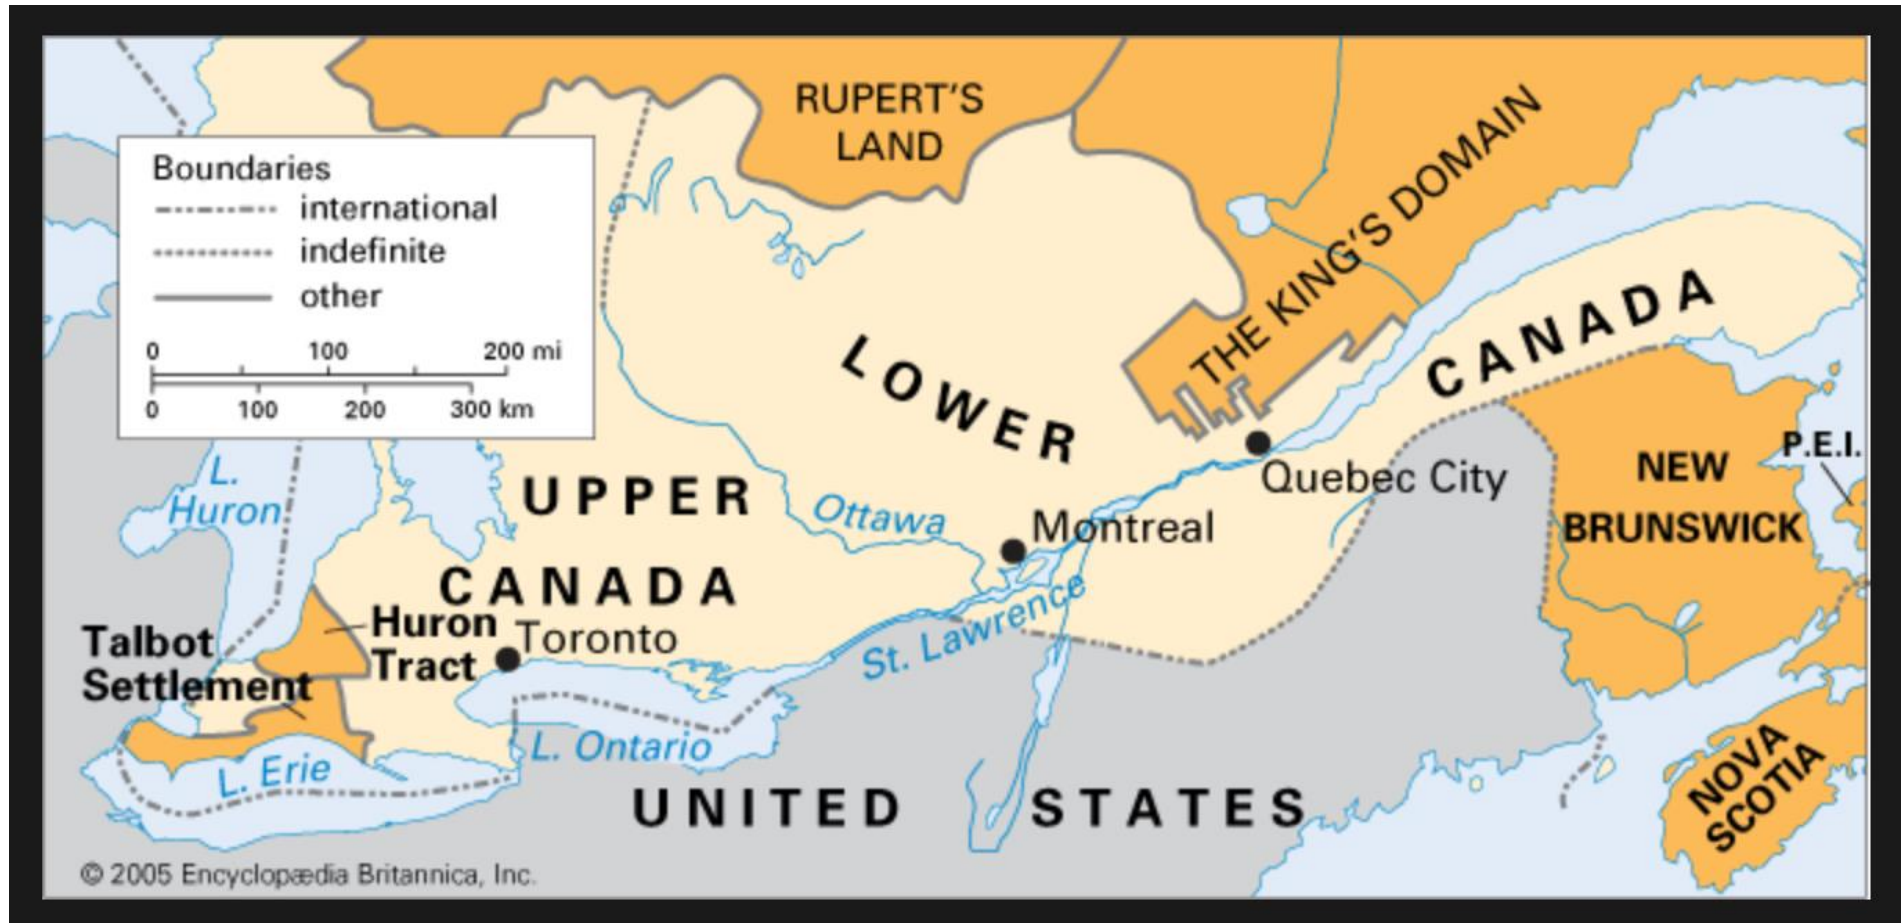 RUPERT'S
LAND
THE KING'S DOMAIN
Boundaries
international
indefinite
other
0 100 200 mi
0 100 200 300 km
LOWER
CANADA
L.
Huron
UPPER
CANADA
Ottawa
Montreal
Quebec City
NEW
BRUNSWICK
P.E.I.
St. Lawrence
Talbot
Settlement
Huron
Tract
Toronto
L. Erie
L. Ontario
UNITED STATES
NOVA
SCOTIA
© 2005 Encyclopædia Britannica, Inc.